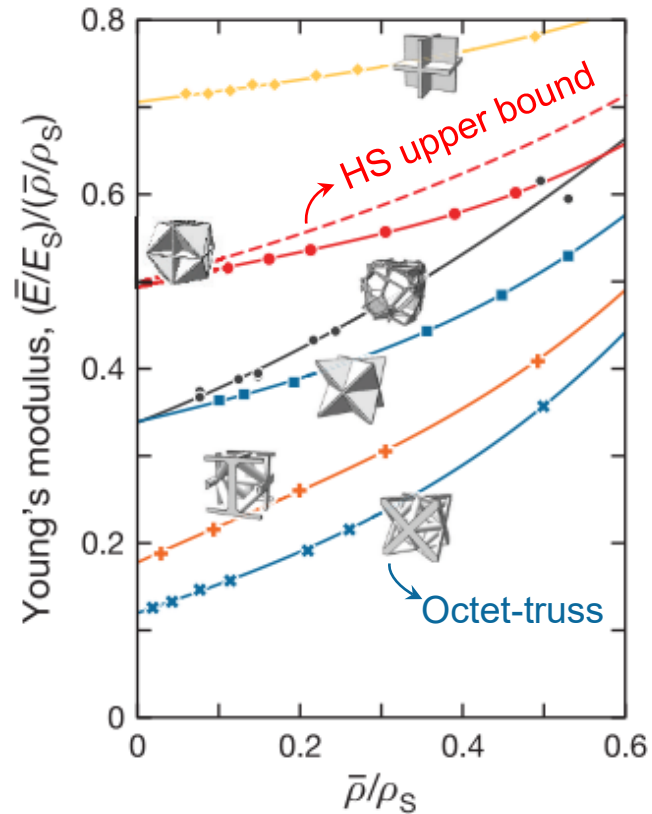 0.8
0.6
0.4
0.2
0
Young's modulus, (Ē/E_S)/(ρ̄/ρ_S)
HS upper bound
Octet-truss
0 0.2 0.4 0.6
ρ̄/ρ_S